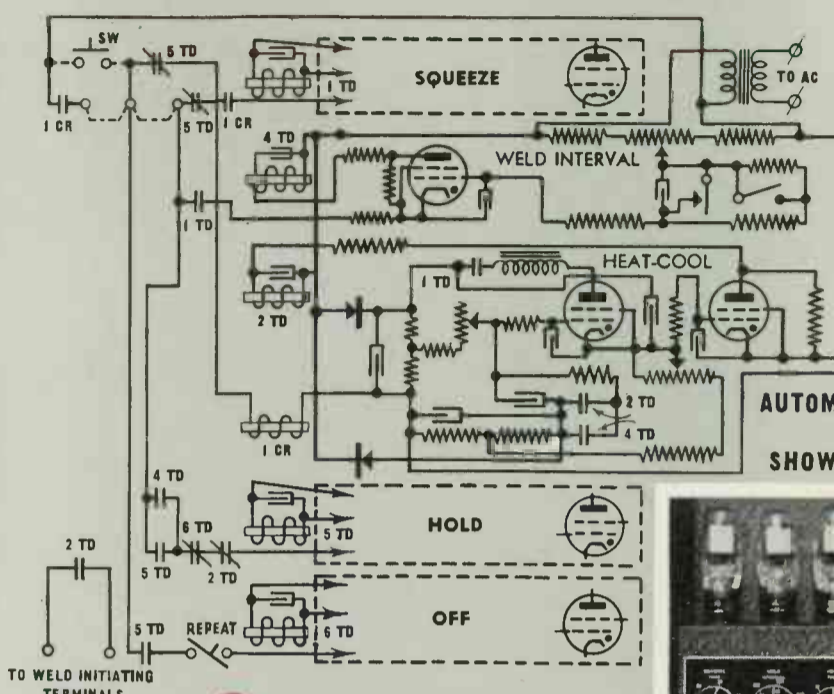 SW
5 TD
1 CR
5 TD
1 CR
1 TD
SQUEEZE
TO AC
4 TD
WELD INTERVAL
1 TD
2 TD
1 TD
HEAT-COOL
1 CR
2 TD
4 TD
AUTOM
SHOW
4 TD
5 TD
6 TD
2 TD
5 TD
HOLD
2 TD
5 TD
REPEAT
6 TD
OFF
TO WELD INITIATING
TERMINALS